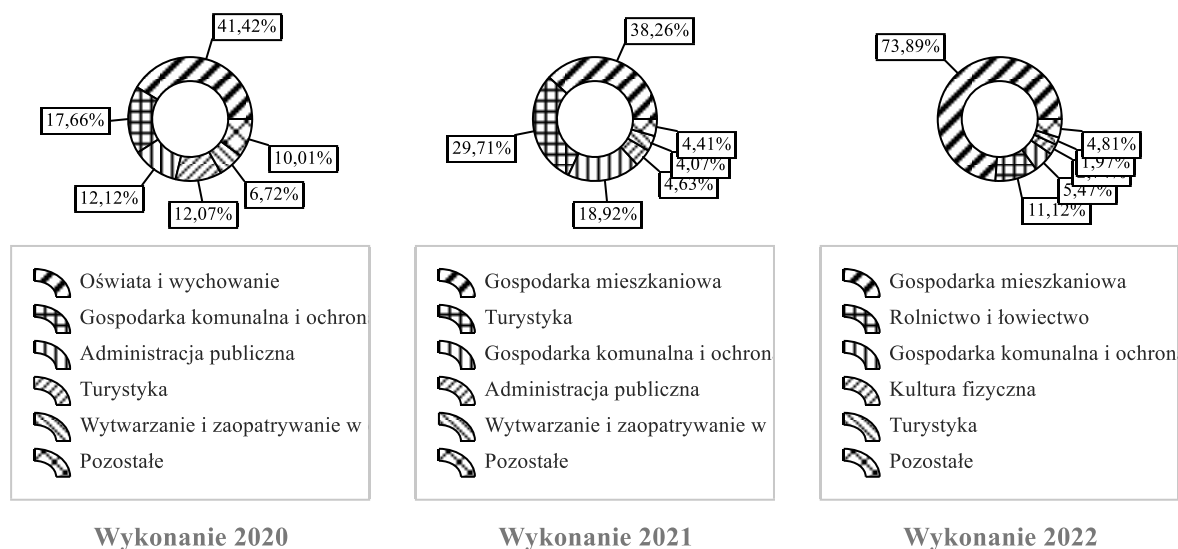 41,42%
17,66%
10,01%
6,72%
12,12%
12,07%
Oświata i wychowanie
Gospodarka komunalna i ochron
Administracja publiczna
Turystyka
Wytwarzanie i zaopatrywanie w
Pozostałe
Wykonanie 2020
38,26%
29,71%
4,41%
4,07%
4,63%
18,92%
Gospodarka mieszkaniowa
Turystyka
Gospodarka komunalna i ochron
Administracja publiczna
Wytwarzanie i zaopatrywanie w
Pozostałe
Wykonanie 2021
73,89%
4,81%
1,97%
5,47%
11,12%
Gospodarka mieszkaniowa
Rolnictwo i łowiectwo
Gospodarka komunalna i ochron
Kultura fizyczna
Turystyka
Pozostałe
Wykonanie 2022